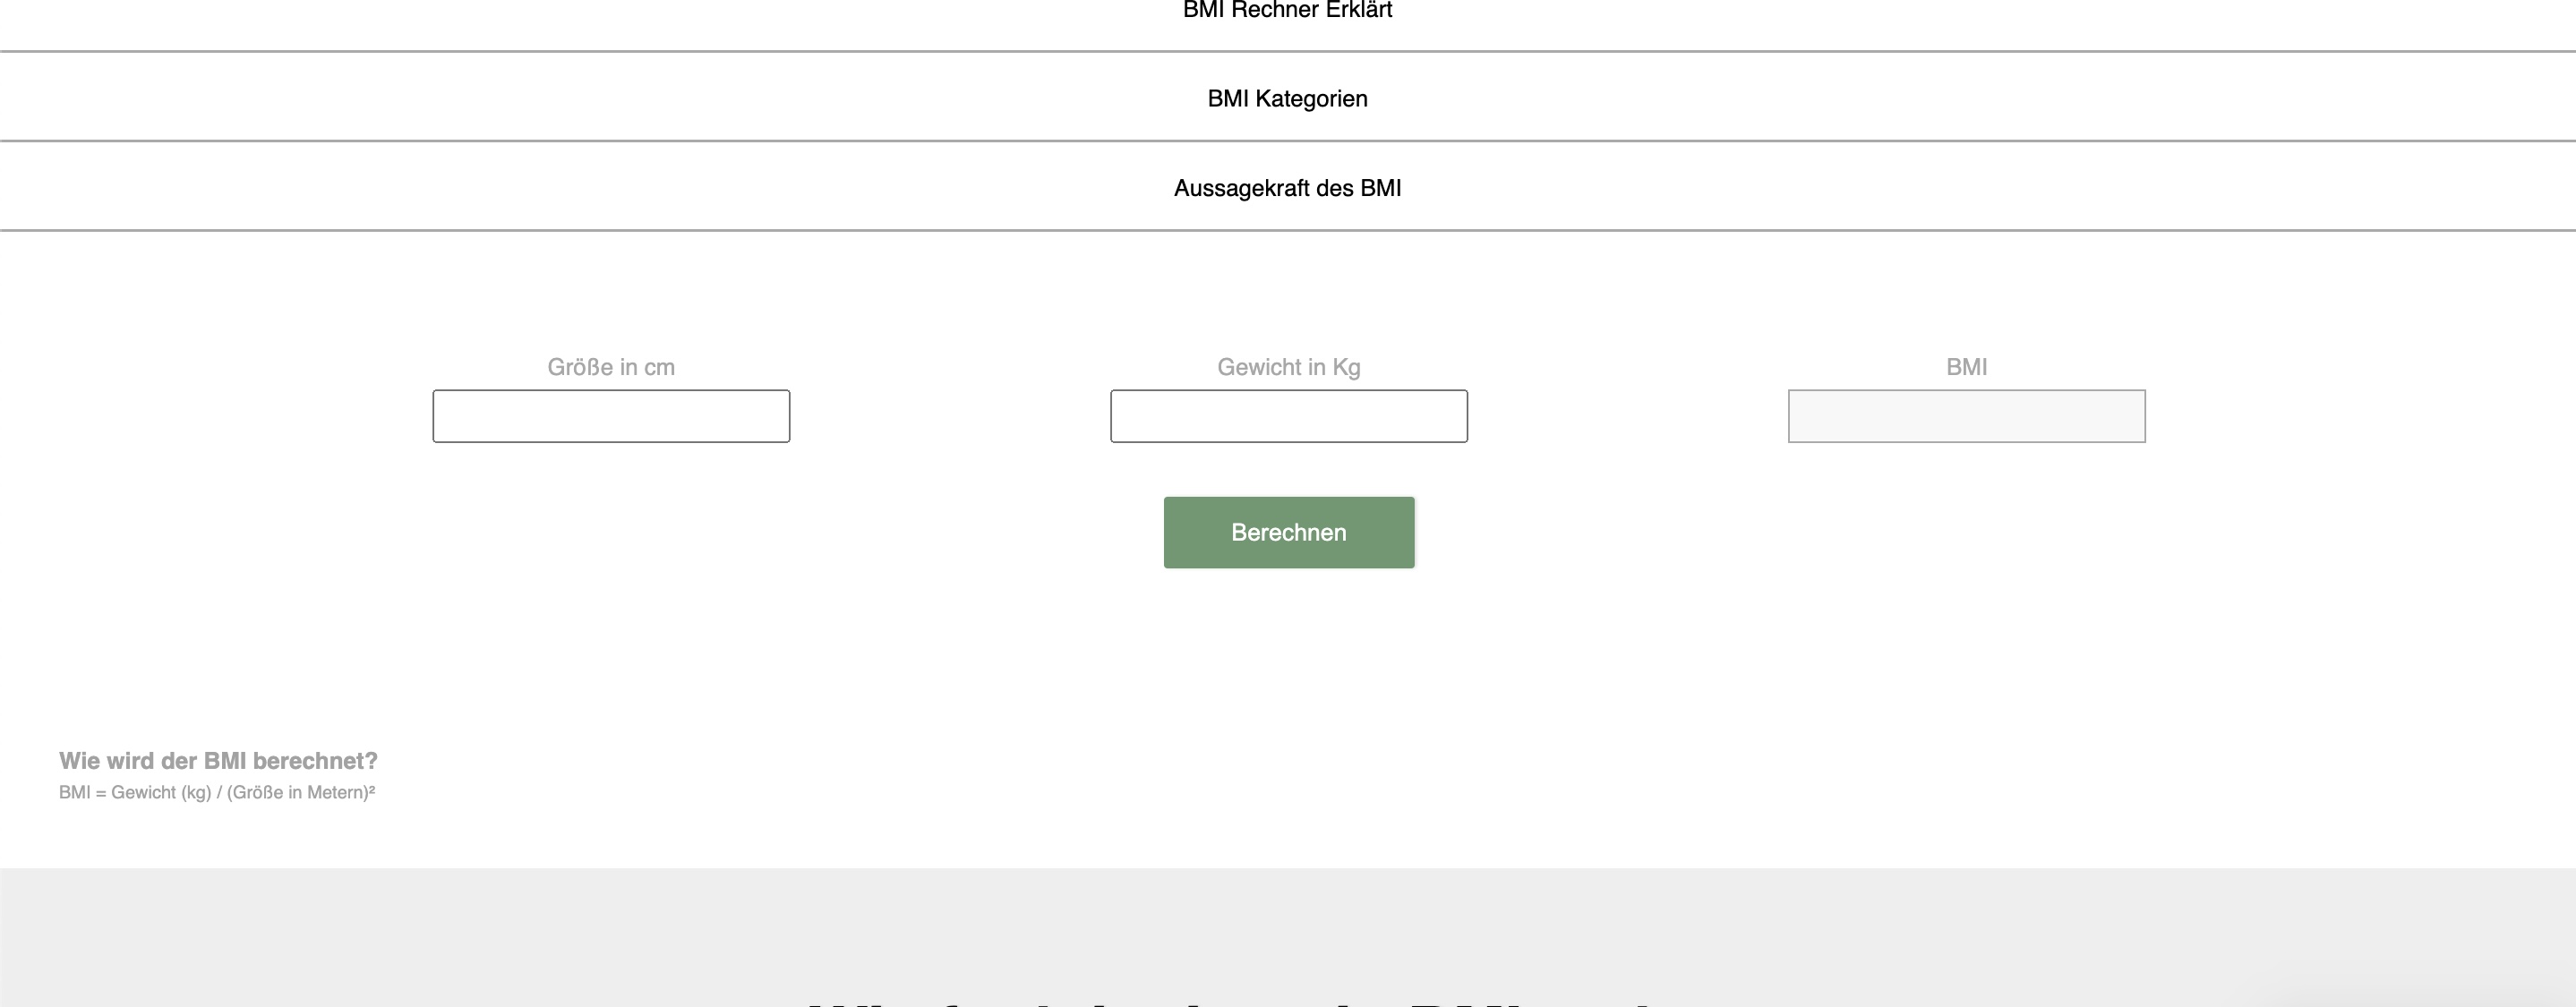 BMI Rechner Erklärt
BMI Kategorien
Aussagekraft des BMI
Größe in cm
Gewicht in Kg
BMI
Berechnen
Wie wird der BMI berechnet?
BMI = Gewicht (kg) / (Größe in Metern)²